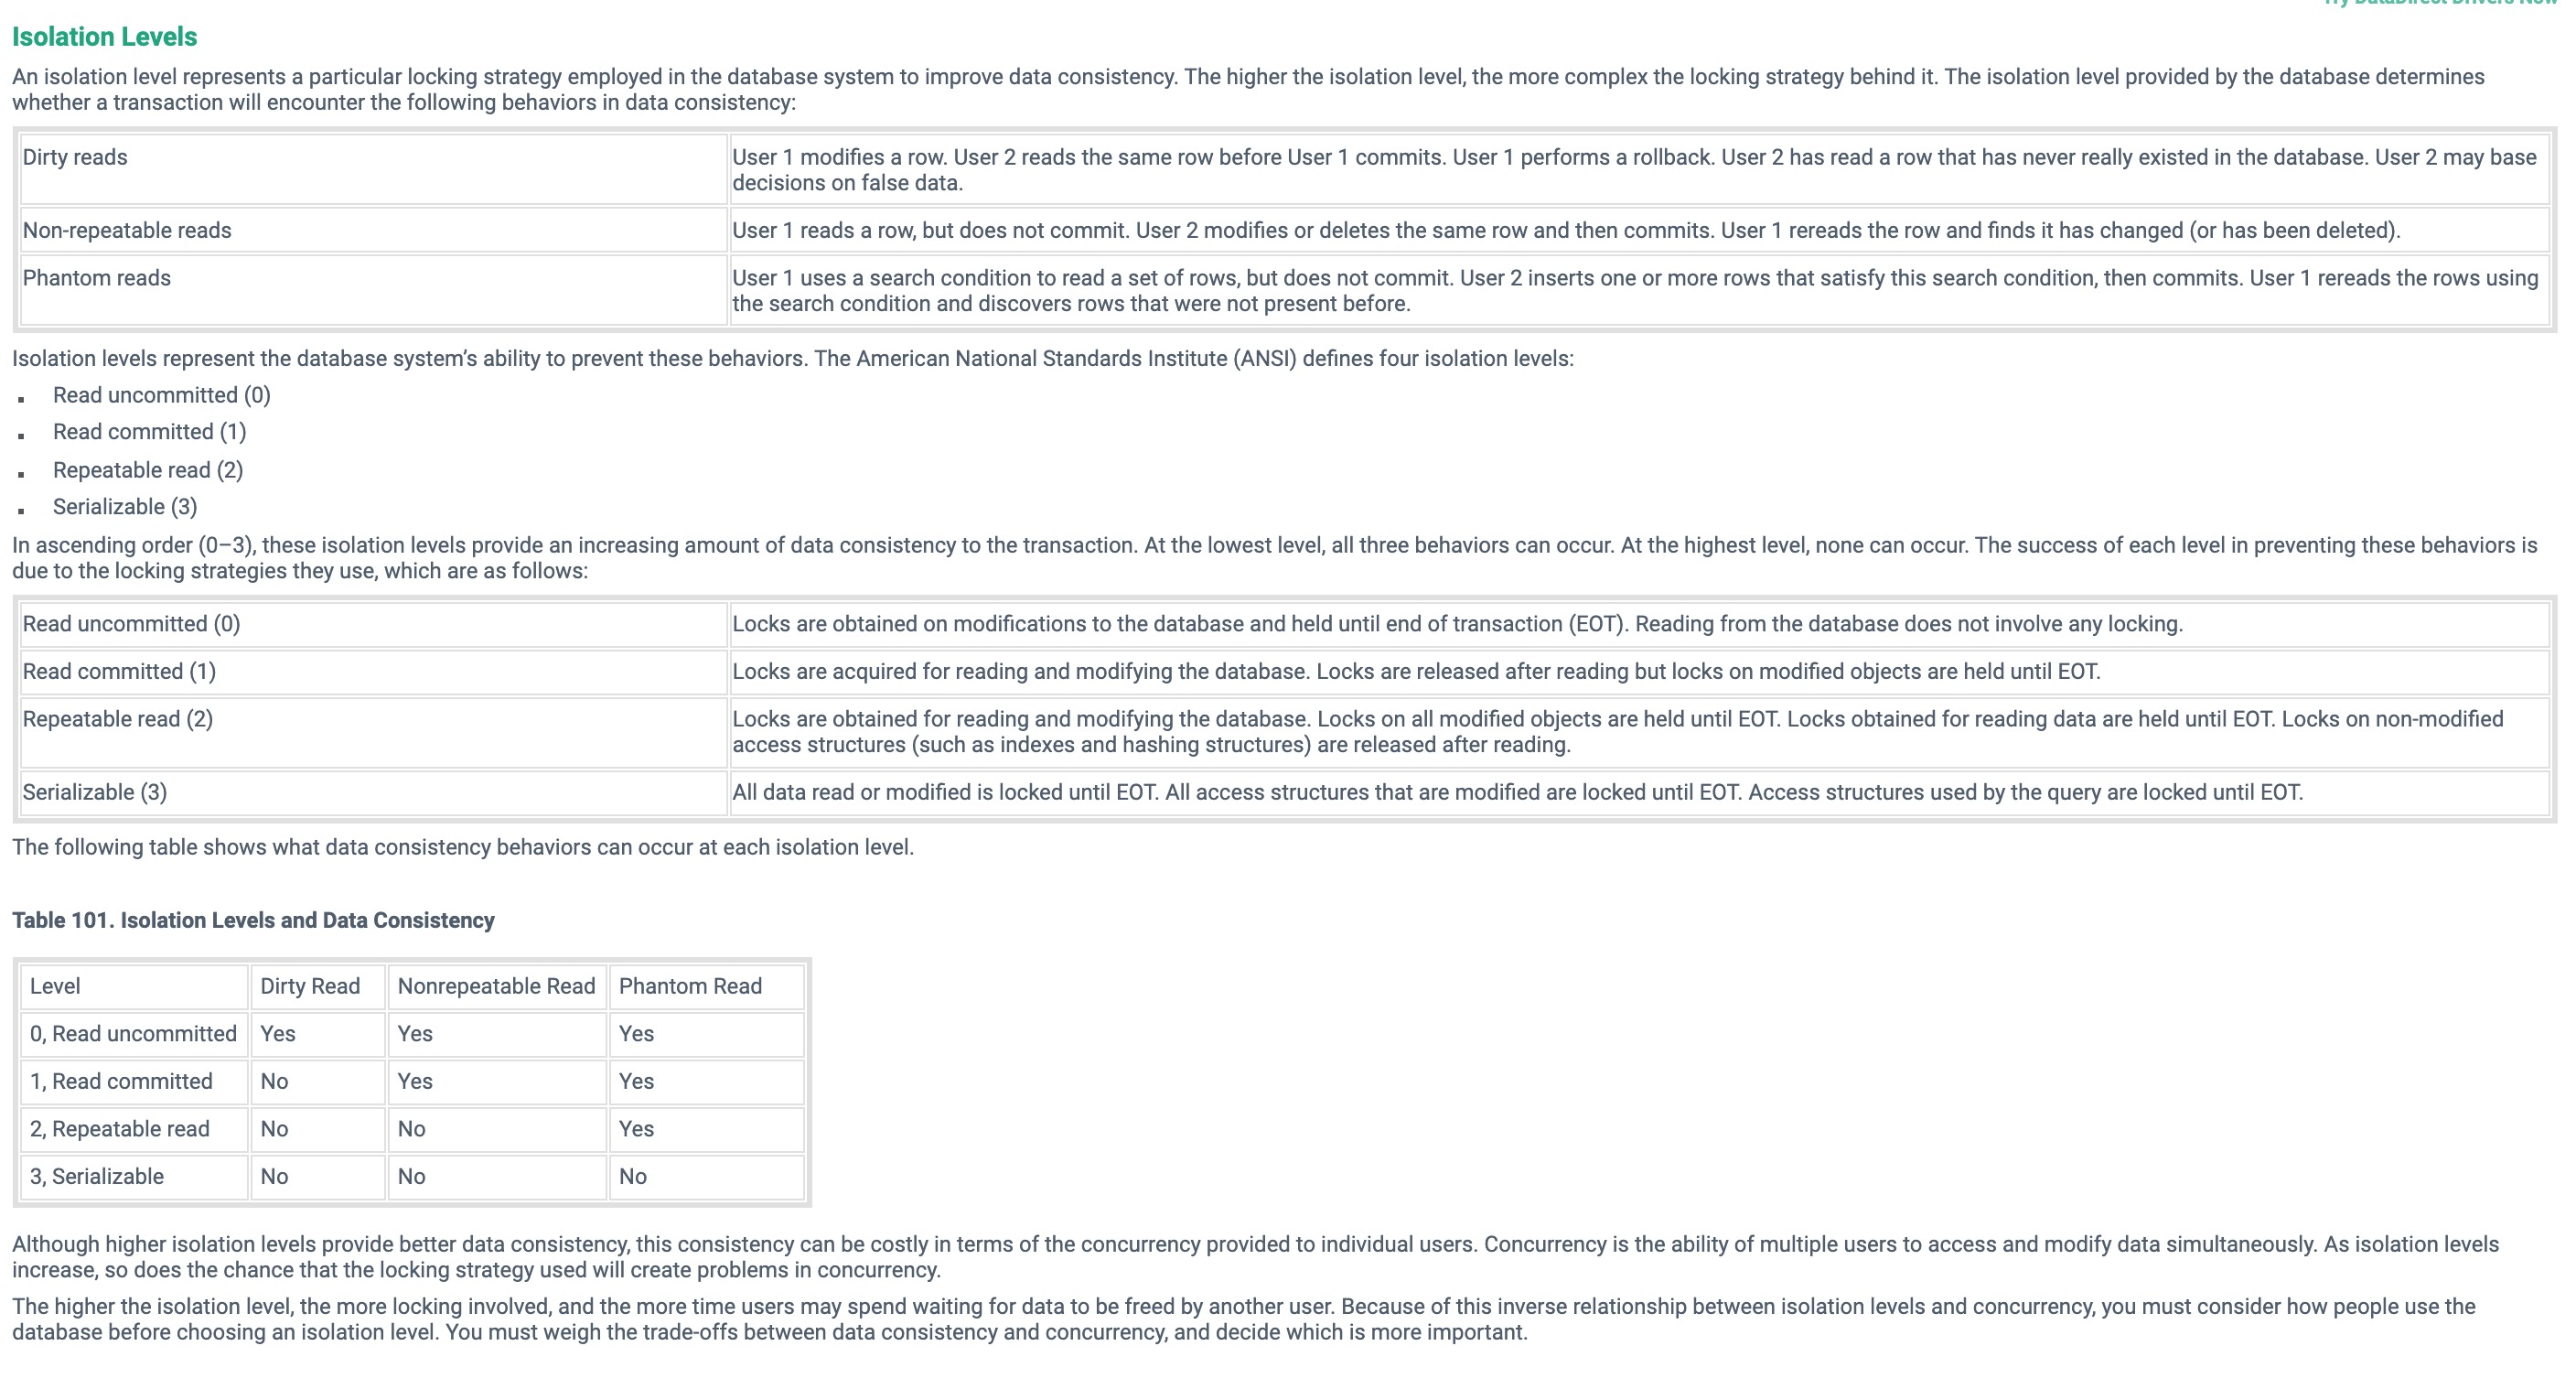 Try DataDirect Drivers Now
Isolation Levels
An isolation level represents a particular locking strategy employed in the database system to improve data consistency. The higher the isolation level, the more complex the locking strategy behind it. The isolation level provided by the database determines
whether a transaction will encounter the following behaviors in data consistency:
Dirty reads
User 1 modifies a row. User 2 reads the same row before User 1 commits. User 1 performs a rollback. User 2 has read a row that has never really existed in the database. User 2 may base
decisions on false data.
Non-repeatable reads
User 1 reads a row, but does not commit. User 2 modifies or deletes the same row and then commits. User 1 rereads the row and finds it has changed (or has been deleted).
Phantom reads
User 1 uses a search condition to read a set of rows, but does not commit. User 2 inserts one or more rows that satisfy this search condition, then commits. User 1 rereads the rows using
the search condition and discovers rows that were not present before.
Isolation levels represent the database system’s ability to prevent these behaviors. The American National Standards Institute (ANSI) defines four isolation levels:
▪ Read uncommitted (0)
▪ Read committed (1)
▪ Repeatable read (2)
▪ Serializable (3)
In ascending order (0–3), these isolation levels provide an increasing amount of data consistency to the transaction. At the lowest level, all three behaviors can occur. At the highest level, none can occur. The success of each level in preventing these behaviors is
due to the locking strategies they use, which are as follows:
Read uncommitted (0)
Locks are obtained on modifications to the database and held until end of transaction (EOT). Reading from the database does not involve any locking.
Read committed (1)
Locks are acquired for reading and modifying the database. Locks are released after reading but locks on modified objects are held until EOT.
Repeatable read (2)
Locks are obtained for reading and modifying the database. Locks on all modified objects are held until EOT. Locks obtained for reading data are held until EOT. Locks on non-modified
access structures (such as indexes and hashing structures) are released after reading.
Serializable (3)
All data read or modified is locked until EOT. All access structures that are modified are locked until EOT. Access structures used by the query are locked until EOT.
The following table shows what data consistency behaviors can occur at each isolation level.
Table 101. Isolation Levels and Data Consistency
Level Dirty Read Nonrepeatable Read Phantom Read
0, Read uncommitted Yes Yes Yes
1, Read committed No Yes Yes
2, Repeatable read No No Yes
3, Serializable No No No
Although higher isolation levels provide better data consistency, this consistency can be costly in terms of the concurrency provided to individual users. Concurrency is the ability of multiple users to access and modify data simultaneously. As isolation levels
increase, so does the chance that the locking strategy used will create problems in concurrency.
The higher the isolation level, the more locking involved, and the more time users may spend waiting for data to be freed by another user. Because of this inverse relationship between isolation levels and concurrency, you must consider how people use the
database before choosing an isolation level. You must weigh the trade-offs between data consistency and concurrency, and decide which is more important.